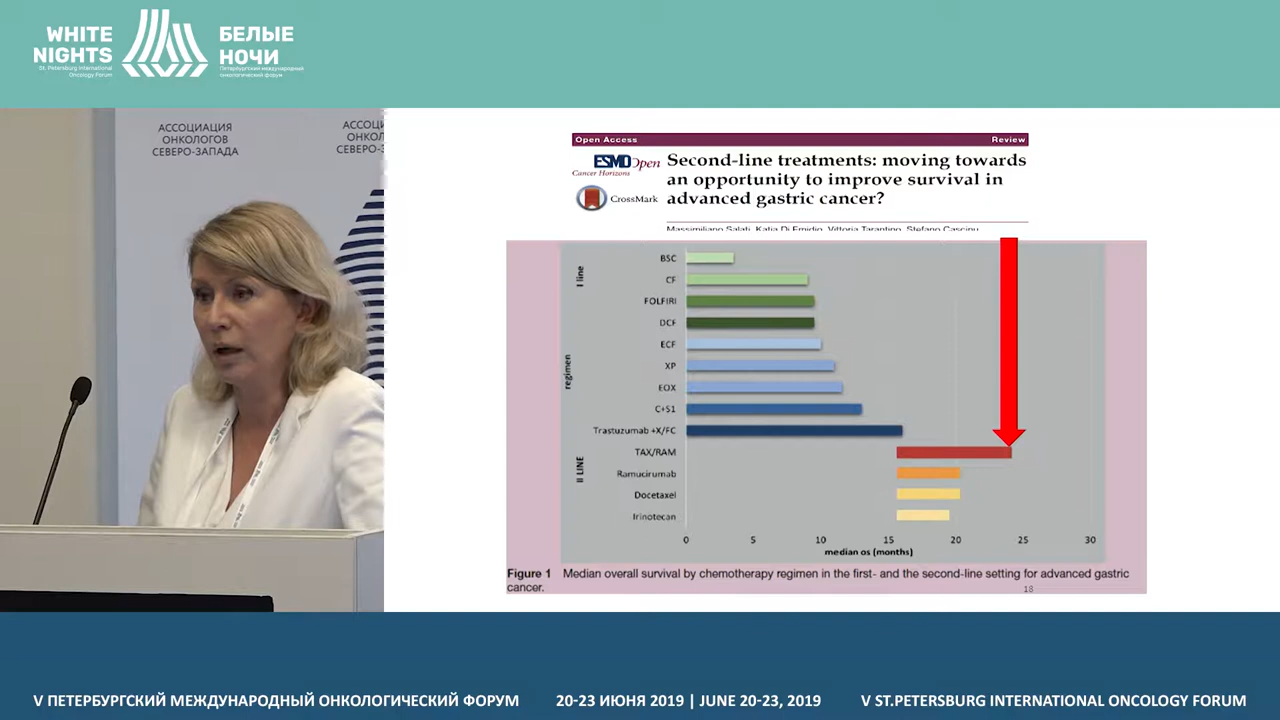 WHITE
NIGHTS
St. Petersburg International
Oncology Forum
БЕЛЫЕ
НОЧИ
Петербургский международный
онкологический форум
АССОЦИАЦИЯ
ОНКОЛОГОВ
СЕВЕРО-ЗАПАДА
АССОЦ
ОНКО
СЕВЕРО-З
Open Access Review
ESMO Open
Cancer Horizons
CrossMark
Second-line treatments: moving towards
an opportunity to improve survival in
advanced gastric cancer?
Massimiliano Salati, Katia Di Emidio, Vittoria Tarantino, Stefano Cascinu
I line
regimen
II LINE
BSC
CF
FOLFIRI
DCF
ECF
XP
EOX
C+S1
Trastuzumab +X/FC
TAX/RAM
Ramucirumab
Docetaxel
Irinotecan
0 5 10 15 20 25 30
median os (months)
Figure 1 Median overall survival by chemotherapy regimen in the first- and the second-line setting for advanced gastric
cancer.
18
V ПЕТЕРБУРГСКИЙ МЕЖДУНАРОДНЫЙ ОНКОЛОГИЧЕСКИЙ ФОРУМ 20-23 ИЮНЯ 2019 | JUNE 20-23, 2019 V ST.PETERSBURG INTERNATIONAL ONCOLOGY FORUM